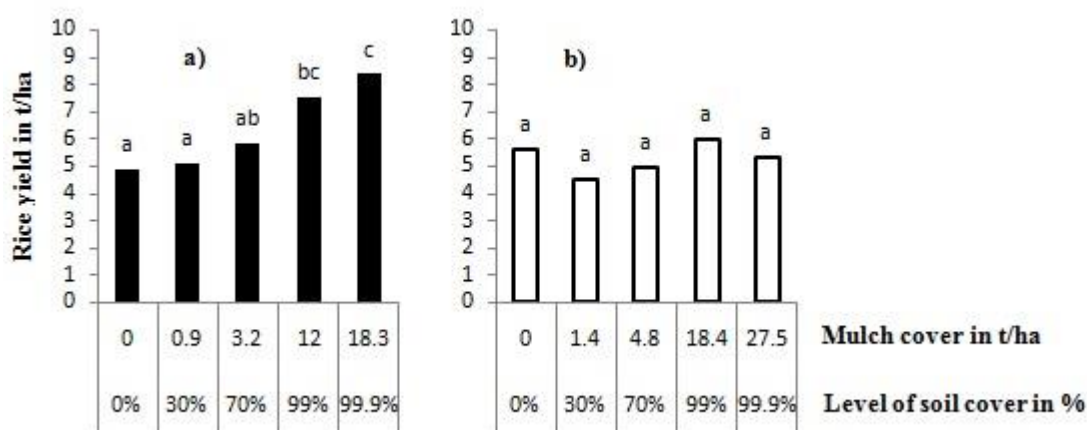 Rice yield in t/ha
10
9
8
7
6
5
4
3
2
1
0
a)
a
a
ab
bc
c
0 0.9 3.2 12 18.3
0% 30% 70% 99% 99.9%
10
9
8
7
6
5
4
3
2
1
0
b)
a
a
a
a
a
0 1.4 4.8 18.4 27.5
0% 30% 70% 99% 99.9%
Mulch cover in t/ha
Level of soil cover in %